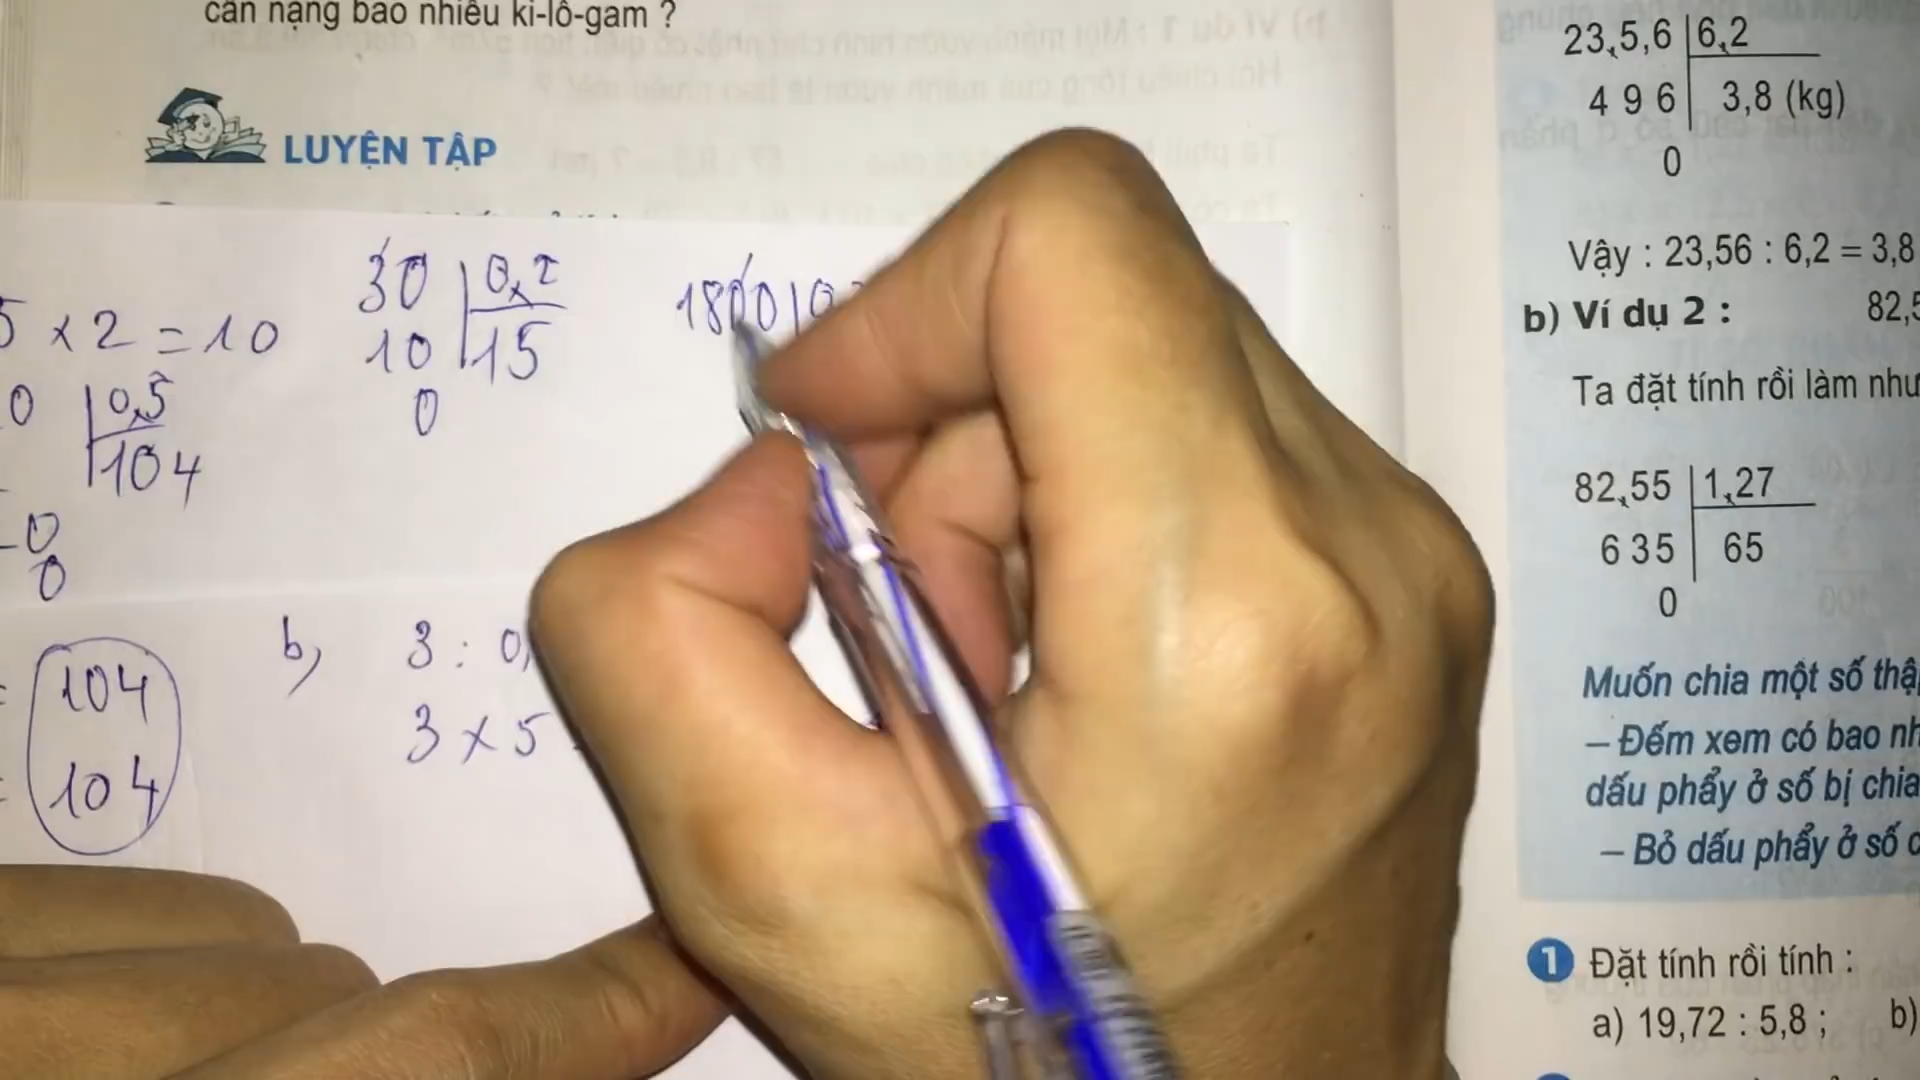 cân nặng bao nhiêu ki-lô-gam ?
LUYỆN TẬP
5 x 2 = 10
0 0,5
104
0
0
30 0,2
10 15
0
1800 0
104
104
b, 3 : 0,
3 x 5
23,5,6 6,2
4 9 6 3,8 (kg)
0
Vậy : 23,56 : 6,2 = 3,8
b) Ví dụ 2 : 82,5
Ta đặt tính rồi làm như
82,55 1,27
6 35 65
0
Muốn chia một số
– Đếm xem có bao
dấu phẩy ở số bị chia
– Bỏ dấu phẩy ở số
1 Đặt tính rồi tính :
a) 19,72 : 5,8 ; b)